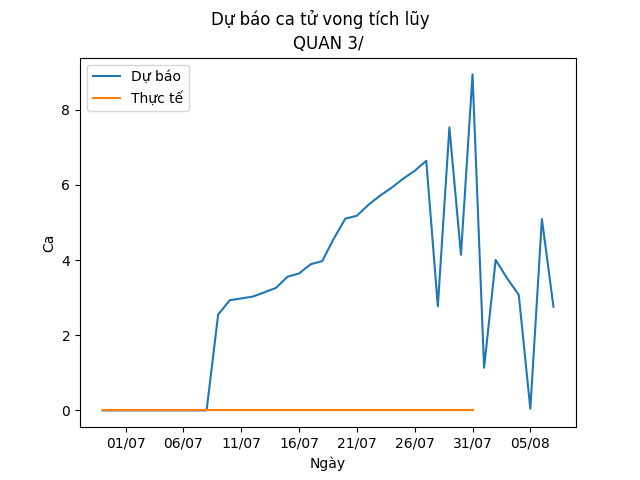 Dự báo ca tử vong tích lũy
QUAN 3/
Dự báo
Thực tế
Ca
8
6
4
2
0
01/07 06/07 11/07 16/07 21/07 26/07 31/07 05/08
Ngày